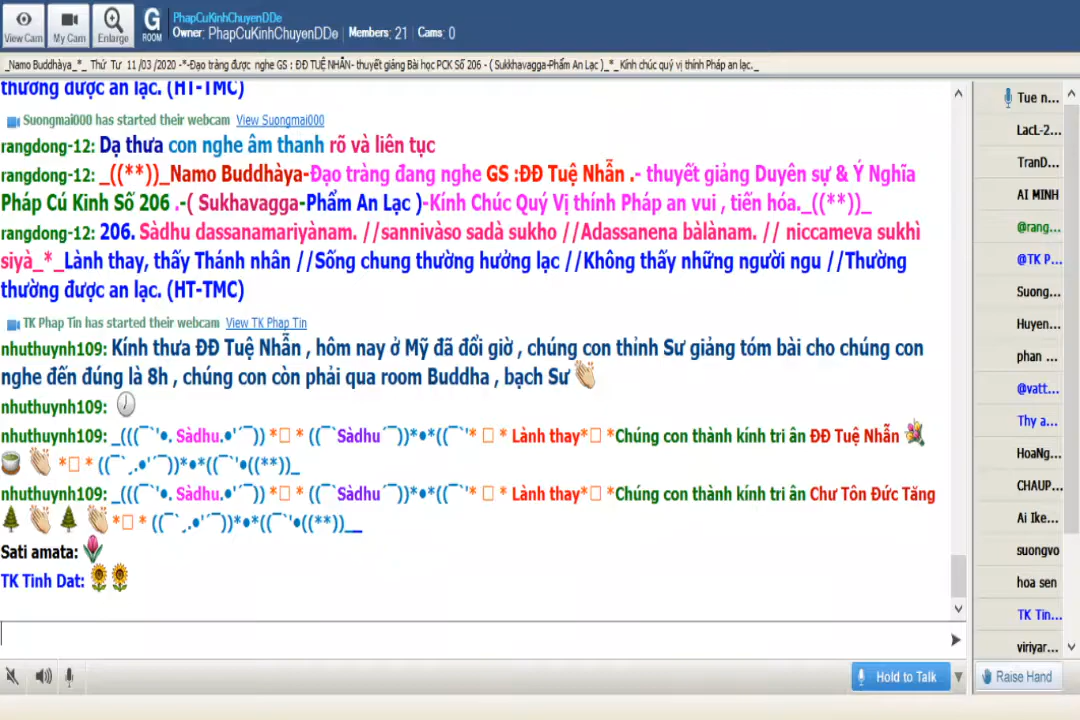 PhapCuKinhChuyenDDe
Owner: PhapCuKinhChuyenDDe Members: 21 Cams: 0
View Cam My Cam Enlarge G ROOM
_Namo Buddhàya_*_ Thứ Tư 11 /03 /2020 -*-Đạo tràng được nghe GS : ĐĐ TUỆ NHẪN- thuyết giảng Bài học PCK Số 206 - ( Sukkhavagga-Phẩm An Lạc )_*_Kính chúc quý vị thính Pháp an lạc._
thường được an lạc. (HT-TMC)
Suongmai000 has started their webcam View Suongmai000
rangdong-12: Dạ thưa con nghe âm thanh rõ và liên tục
rangdong-12: _((**))_Namo Buddhàya-Đạo tràng đang nghe GS :ĐĐ Tuệ Nhẫn .- thuyết giảng Duyên sự & Ý Nghĩa
Pháp Cú Kinh Số 206 .-( Sukhavagga-Phẩm An Lạc )-Kính Chúc Quý Vị thính Pháp an vui , tiến hóa._((**))_
rangdong-12: 206. Sàdhu dassanamariyànam. //sannivàso sadà sukho //Adassanena bàlànam. // niccameva sukhì
siyà_*_Lành thay, thấy Thánh nhân //Sống chung thường hưởng lạc //Không thấy những người ngu //Thường
thường được an lạc. (HT-TMC)
TK Phap Tin has started their webcam View TK Phap Tin
nhuthuynh109: Kính thưa ĐĐ Tuệ Nhẫn , hôm nay ở Mỹ đã đổi giờ , chúng con thỉnh Sư giảng tóm bài cho chúng con
nghe đến đúng là 8h , chúng con còn phải qua room Buddha , bạch Sư 👏
nhuthuynh109: 🕖
nhuthuynh109: _(((¯`'•. Sàdhu.•'´¯)) *▯ * ((¯`Sàdhu´¯))*•*((¯`'* ▯ * Lành thay*▯ *Chúng con thành kính tri ân ĐĐ Tuệ Nhẫn 💐
🍵 👏 *▯ * ((¯`¸.•'´¯))*•*((¯`'•((**))_
nhuthuynh109: _(((¯`'•. Sàdhu.•'´¯)) *▯ * ((¯`Sàdhu´¯))*•*((¯`'* ▯ * Lành thay*▯ *Chúng con thành kính tri ân Chư Tôn Đức Tăng
🌲 👏 🌲 👏 *▯ * ((¯`¸.•'´¯))*•*((¯`'•((**))__
Sati amata: 🌷
TK Tinh Dat: 🌻 🌻
Hold to Talk
Tue n...
LacL-2...
TranD...
AI MINH
@rang...
@TK P...
Suong...
Huyen...
phan ...
@vatt...
Thy a...
HoaNg...
CHAUP...
Ai Ike...
suongvo
hoa sen
TK Tin...
viriyar...
Raise Hand